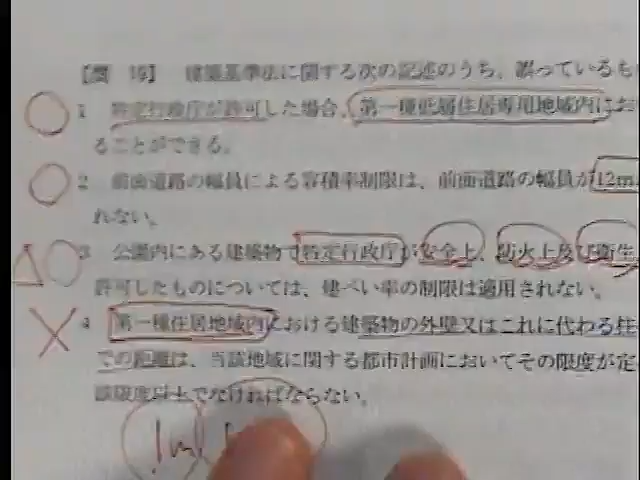 【問 19】 建築基準法に関する次の記述のうち、誤っているも
1 特定行政庁が許可した場合、第一種低層住居専用地域内にお
ることができる。
2 前面道路の幅員による容積率制限は、前面道路の幅員が12m
れない。
3 公園内にある建築物で特定行政庁が安全上、防火上及び衛生
許可したものについては、建ぺい率の制限は適用されない。
4 第一種住居地域内における建築物の外壁又はこれに代わる柱
での距離は、当該地域に関する都市計画においてその限度が定
該限度以上でなければならない。
1m